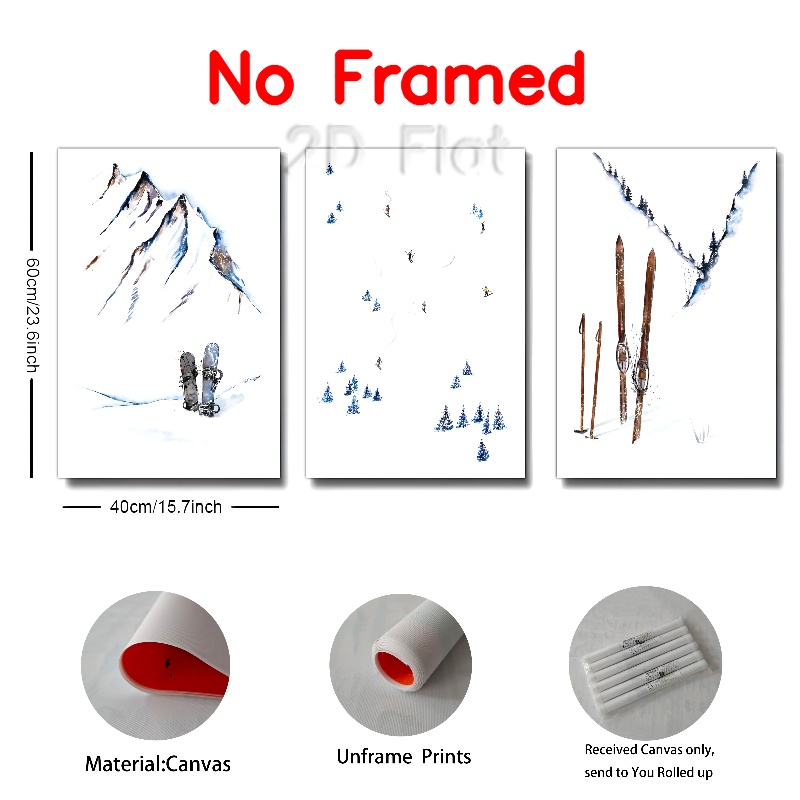 No Framed
2D Flat
60cm/23.6inch
40cm/15.7inch
Material:Canvas
Unframe Prints
Received Canvas only,
send to You Rolled up